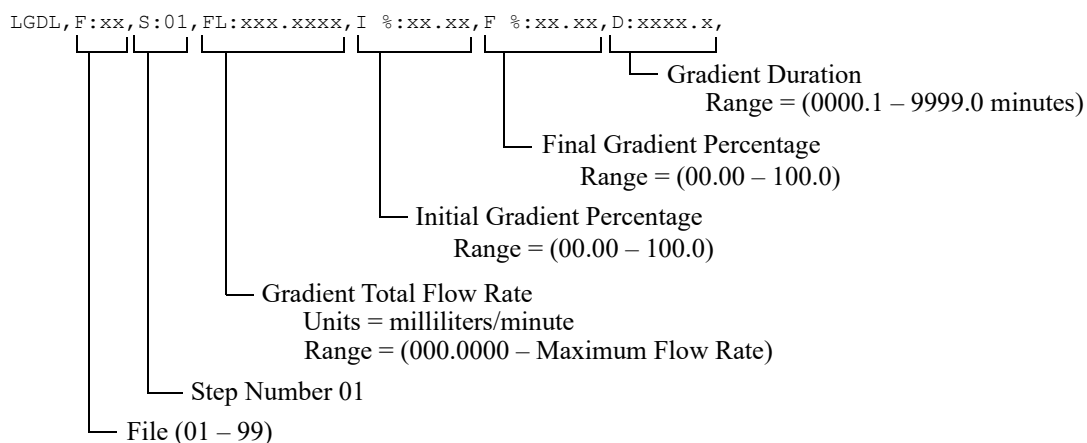 LGDL,F:xx,S:01,FL:xxx.xxxx,I %:xx.xx,F %:xx.xx,D:xxxx.x,
Gradient Duration
Range = (0000.1 – 9999.0 minutes)
Final Gradient Percentage
Range = (00.00 – 100.0)
Initial Gradient Percentage
Range = (00.00 – 100.0)
Gradient Total Flow Rate
Units = milliliters/minute
Range = (000.0000 – Maximum Flow Rate)
Step Number 01
File (01 – 99)